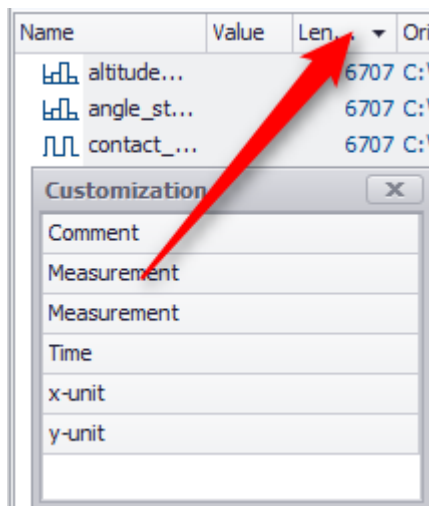 Name Value Len... Ori
altitude... 6707 C:\
angle_st... 6707 C:\
contact_... 6707 C:\
Customization
Comment
Measurement
Measurement
Time
x-unit
y-unit